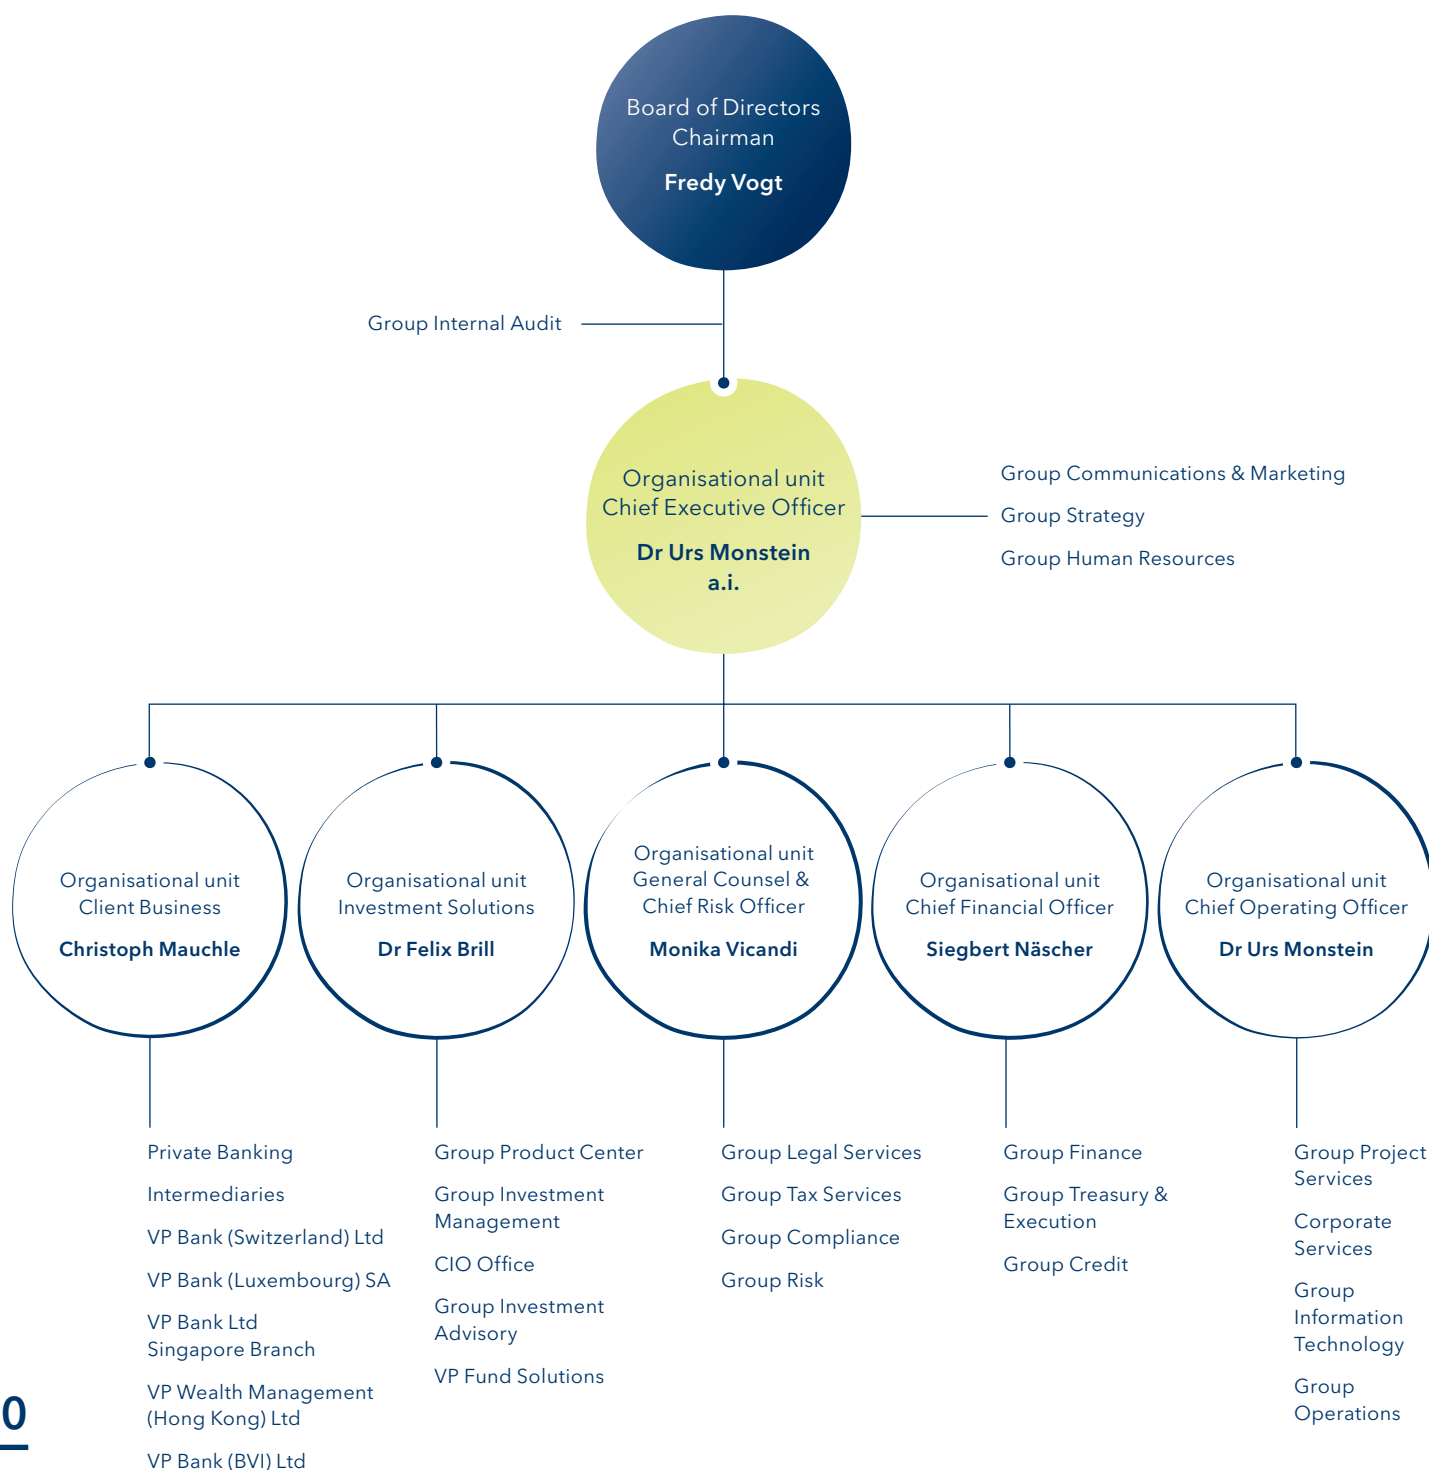 Board of Directors
Chairman
Fredy Vogt
Group Internal Audit
Organisational unit
Chief Executive Officer
Dr Urs Monstein
a.i.
Group Communications & Marketing
Group Strategy
Group Human Resources
Organisational unit
Client Business
Christoph Mauchle
Organisational unit
Investment Solutions
Dr Felix Brill
Organisational unit
General Counsel &
Chief Risk Officer
Monika Vicandi
Organisational unit
Chief Financial Officer
Siegbert Näscher
Organisational unit
Chief Operating Officer
Dr Urs Monstein
Private Banking
Intermediaries
VP Bank (Switzerland) Ltd
VP Bank (Luxembourg) SA
VP Bank Ltd
Singapore Branch
VP Wealth Management
(Hong Kong) Ltd
VP Bank (BVI) Ltd
Group Product Center
Group Investment
Management
CIO Office
Group Investment
Advisory
VP Fund Solutions
Group Legal Services
Group Tax Services
Group Compliance
Group Risk
Group Finance
Group Treasury &
Execution
Group Credit
Group Project
Services
Corporate
Services
Group
Information
Technology
Group
Operations
0